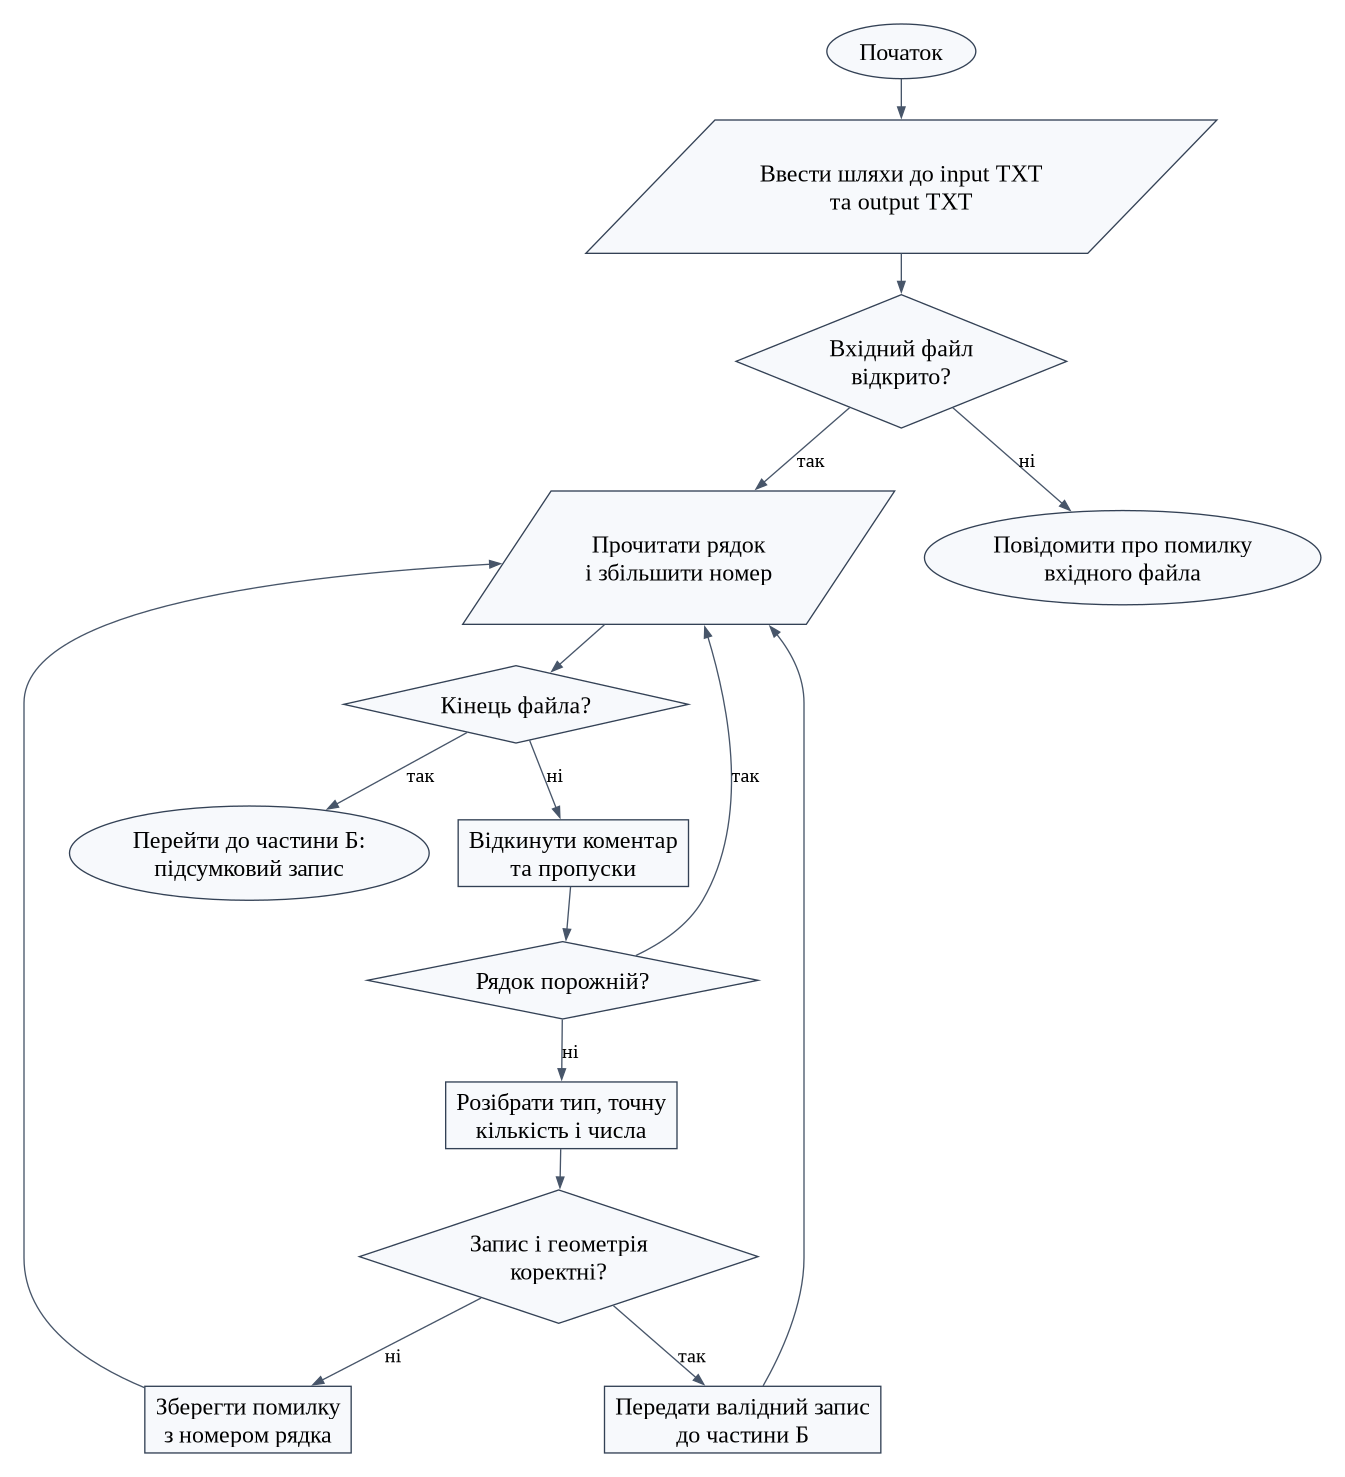 Початок
Ввести шляхи до input TXT
та output TXT
Вхідний файл
відкрито?
так
ні
Прочитати рядок
і збільшити номер
Повідомити про помилку
вхідного файла
Кінець файла?
так
ні
так
Перейти до частини Б:
підсумковий запис
Відкинути коментар
та пропуски
Рядок порожній?
ні
Розібрати тип, точну
кількість і числа
Запис і геометрія
коректні?
ні
так
Зберегти помилку
з номером рядка
Передати валідний запис
до частини Б